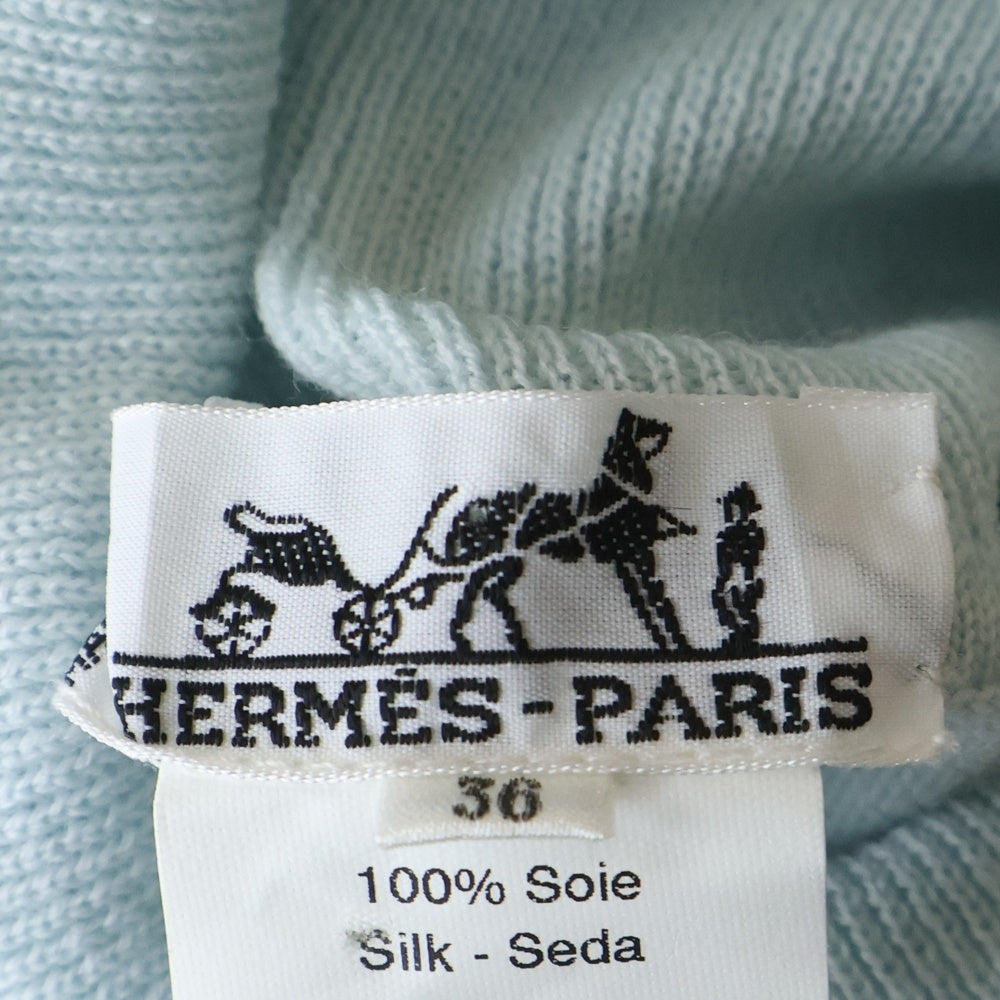 HERMÈS-PARIS
36
100% Soie
Silk - Seda